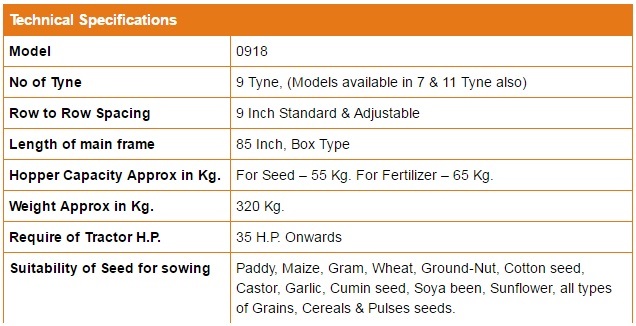 Technical Specifications
Model 0918
No of Tyne 9 Tyne, (Models available in 7 & 11 Tyne also)
Row to Row Spacing 9 Inch Standard & Adjustable
Length of main frame 85 Inch, Box Type
Hopper Capacity Approx in Kg. For Seed – 55 Kg. For Fertilizer – 65 Kg.
Weight Approx in Kg. 320 Kg.
Require of Tractor H.P. 35 H.P. Onwards
Suitability of Seed for sowing Paddy, Maize, Gram, Wheat, Ground-Nut, Cotton seed,
Castor, Garlic, Cumin seed, Soya been, Sunflower, all types
of Grains, Cereals & Pulses seeds.